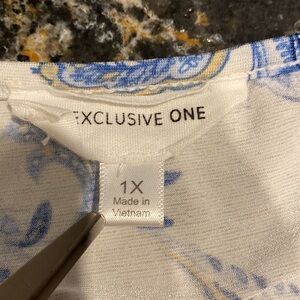 EXCLUSIVE ONE
1X
Made in
Vietnam